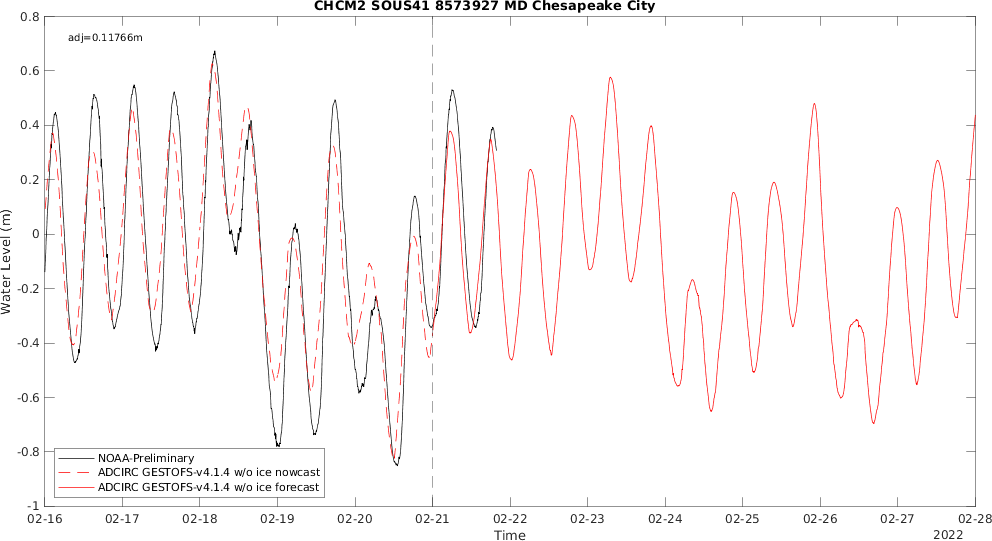 CHCM2 SOUS41 8573927 MD Chesapeake City
adj=0.11766m
0.8
0.6
0.4
0.2
0
-0.2
-0.4
-0.6
-0.8
-1
Water Level (m)
NOAA-Preliminary
ADCIRC GESTOFS-v4.1.4 w/o ice nowcast
ADCIRC GESTOFS-v4.1.4 w/o ice forecast
02-16 02-17 02-18 02-19 02-20 02-21 02-22 02-23 02-24 02-25 02-26 02-27 02-28
Time
2022